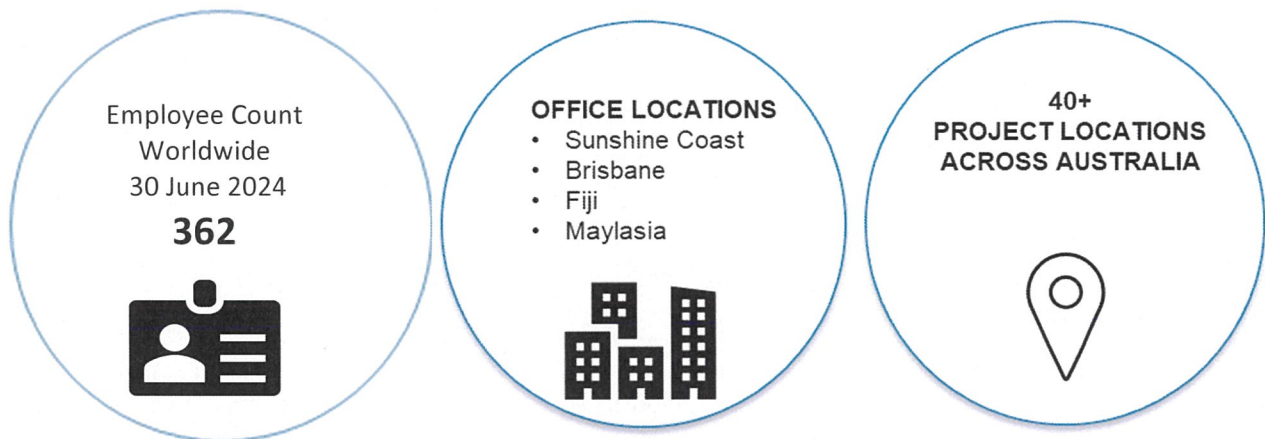 Employee Count
Worldwide
30 June 2024
362
OFFICE LOCATIONS
• Sunshine Coast
• Brisbane
• Fiji
• Maylasia
40+
PROJECT LOCATIONS
ACROSS AUSTRALIA